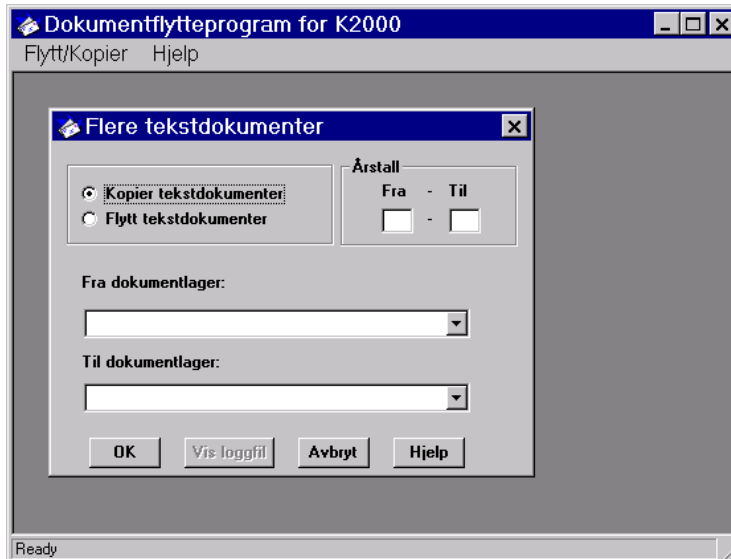 Dokumentflytteprogram for K2000
Flytt/Kopier Hjelp
Flere tekstdokumenter
Kopier tekstdokumenter
Flytt tekstdokumenter
Årstall
Fra - Til
-
Fra dokumentlager:
Til dokumentlager:
OK Vis loggfil Avbryt Hjelp
Ready